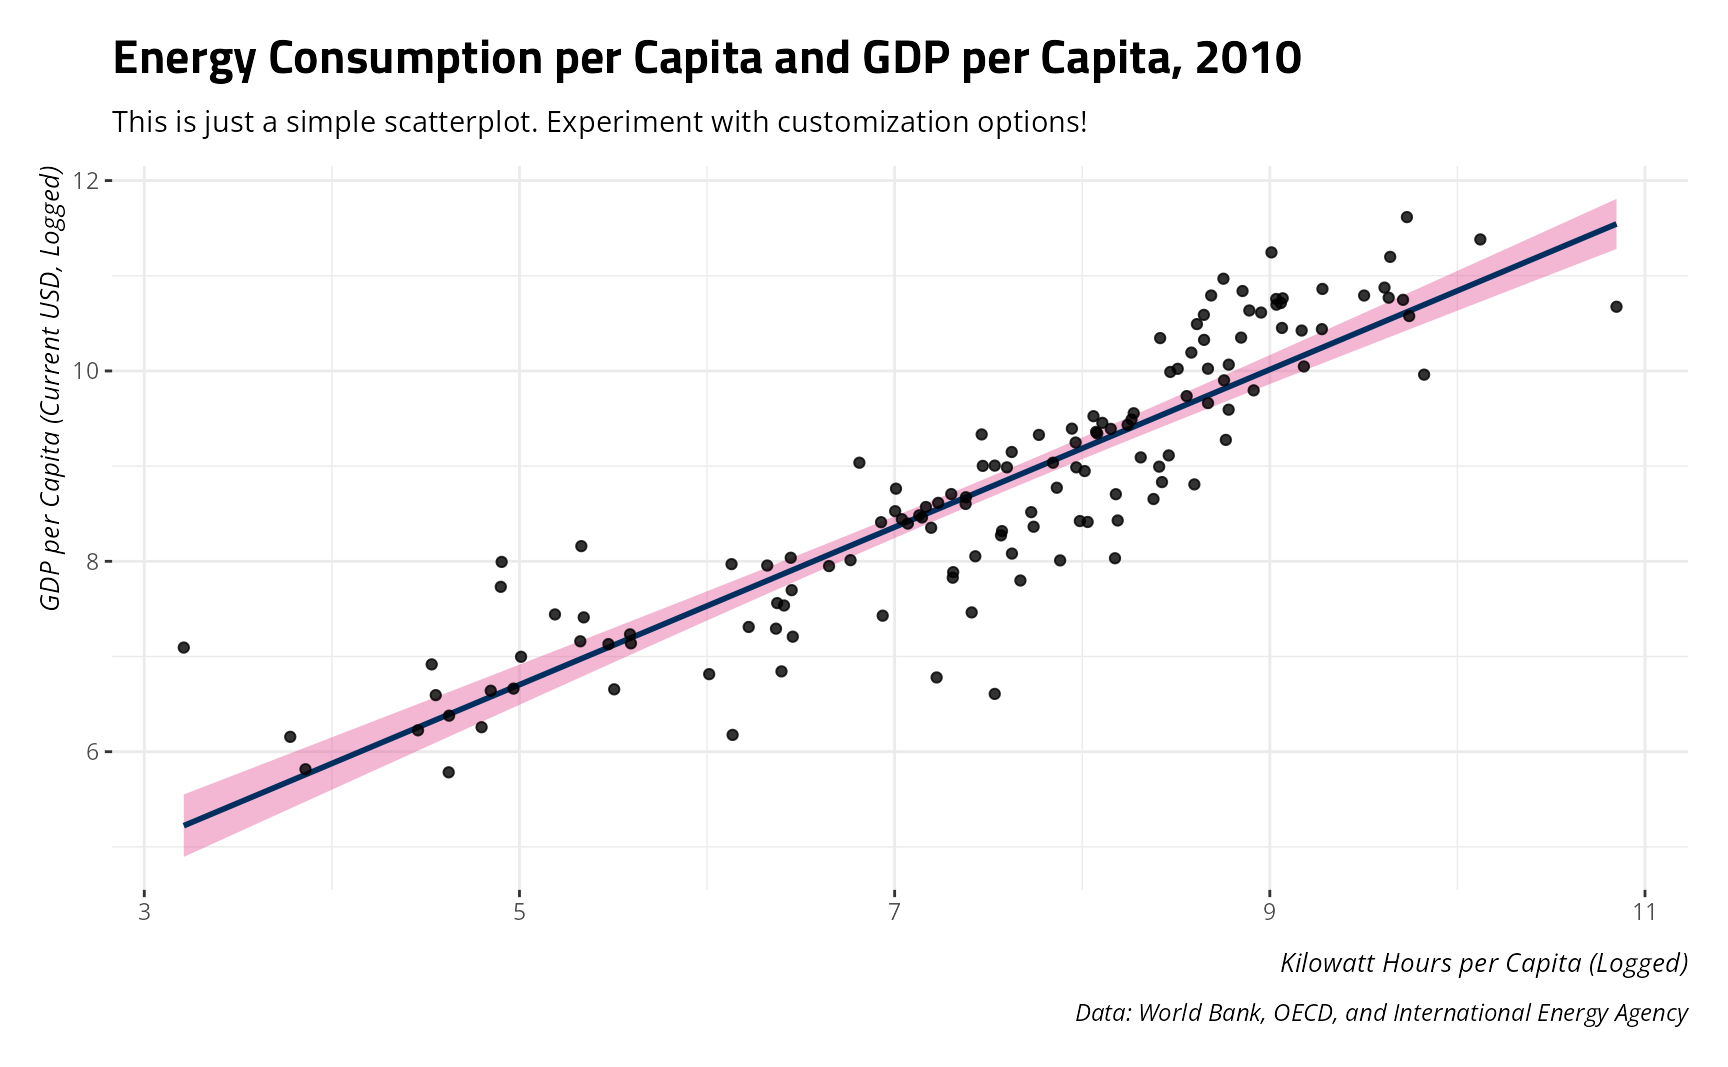 Energy Consumption per Capita and GDP per Capita, 2010
This is just a simple scatterplot. Experiment with customization options!
GDP per Capita (Current USD, Logged)
12
10
8
6
3 5 7 9 11
Kilowatt Hours per Capita (Logged)
Data: World Bank, OECD, and International Energy Agency